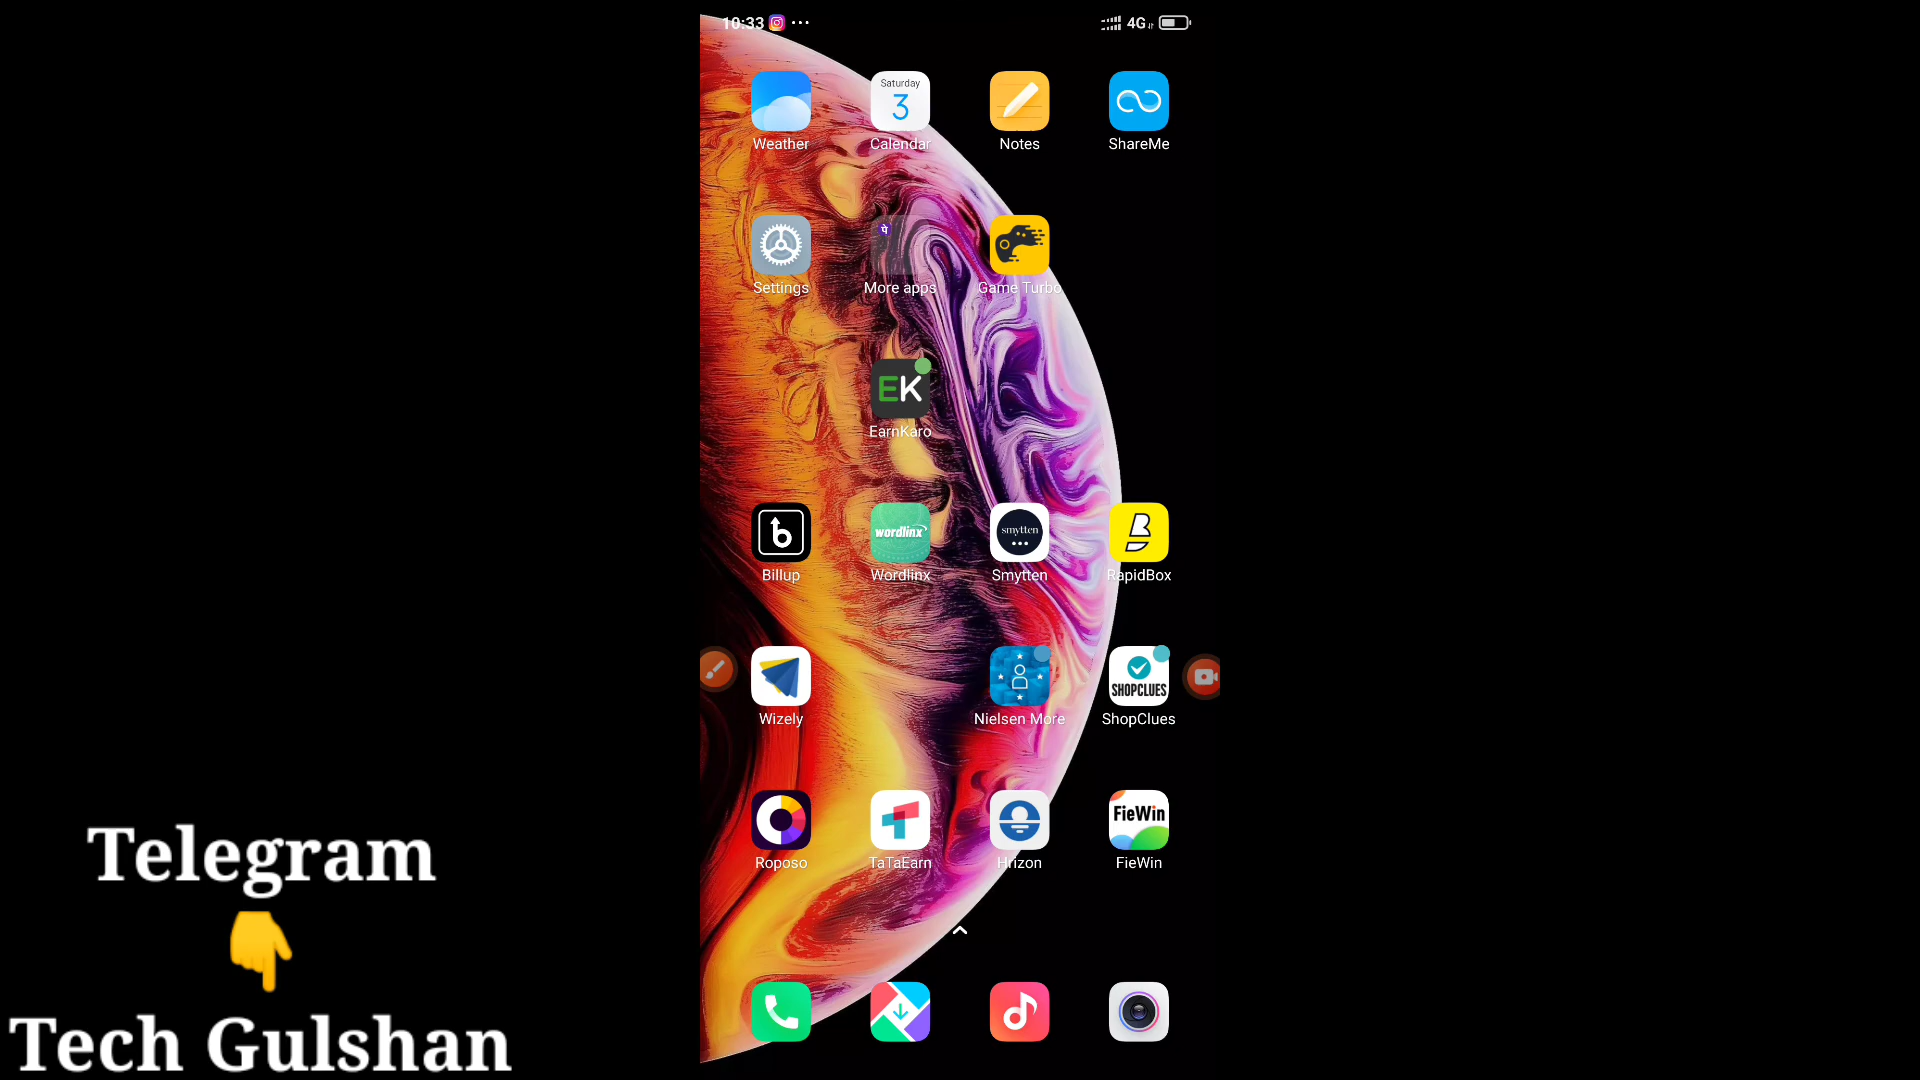 10:33 4G
Saturday
3
Weather Calendar Notes ShareMe
पे
Settings More apps Game Turbo
EK
EarnKaro
b wordlinx smytten B
Billup Wordlinx Smytten RapidBox
SHOPCLUES
Wizely Nielsen More ShopClues
FieWin
Roposo TaTaEarn Hrizon FieWin
Telegram
Tech Gulshan